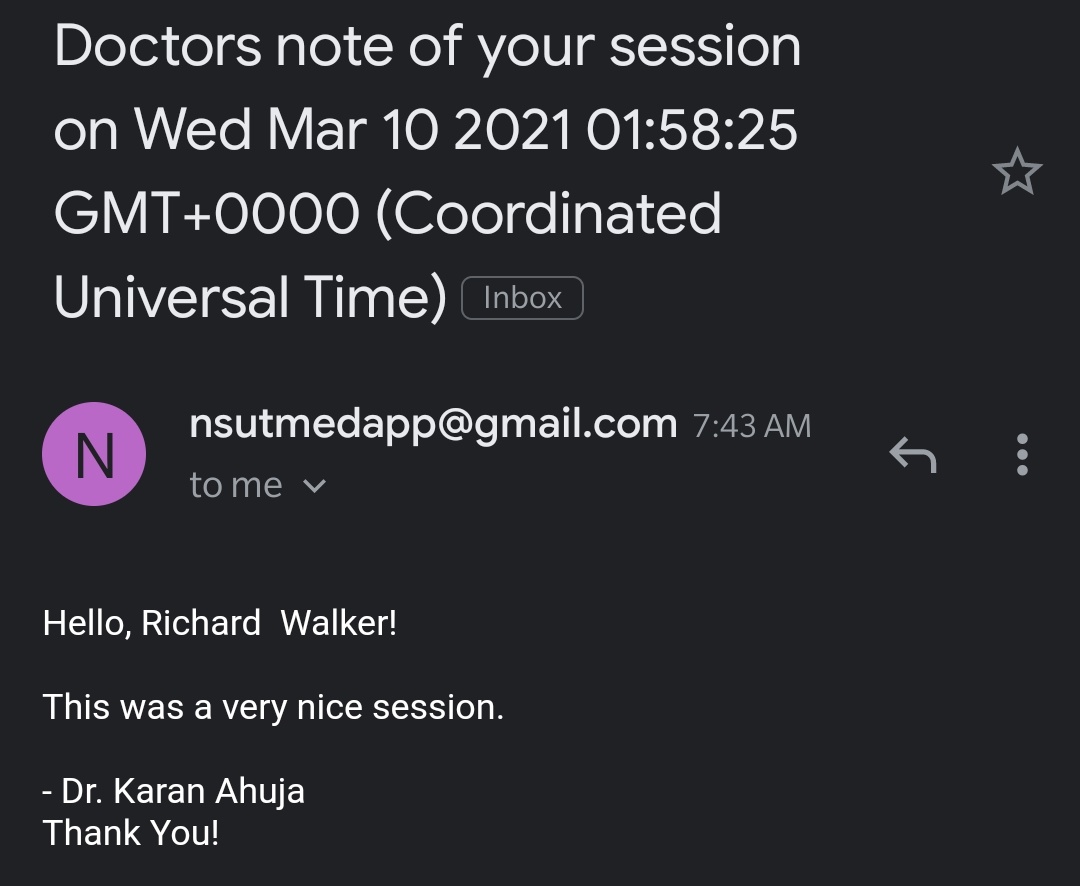 Doctors note of your session
on Wed Mar 10 2021 01:58:25
GMT+0000 (Coordinated
Universal Time) Inbox
N
nsutmedapp@gmail.com 7:43 AM
to me
Hello, Richard  Walker!
This was a very nice session.
- Dr. Karan Ahuja
Thank You!